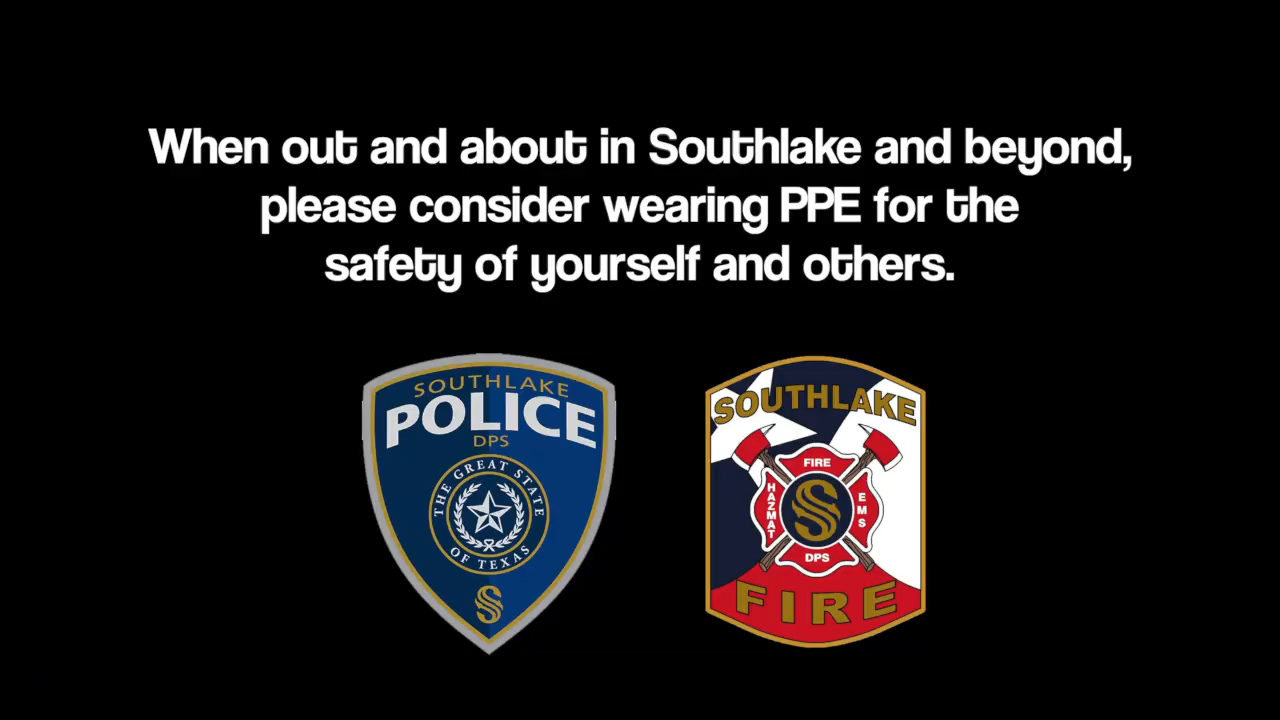 When out and about in Southlake and beyond,
please consider wearing PPE for the
safety of yourself and others.
SOUTHLAKE
POLICE
DPS
THE GREAT STATE
OF TEXAS
S
SOUTHLAKE
FIRE
HAZMAT
S
EMS
DPS
FIRE